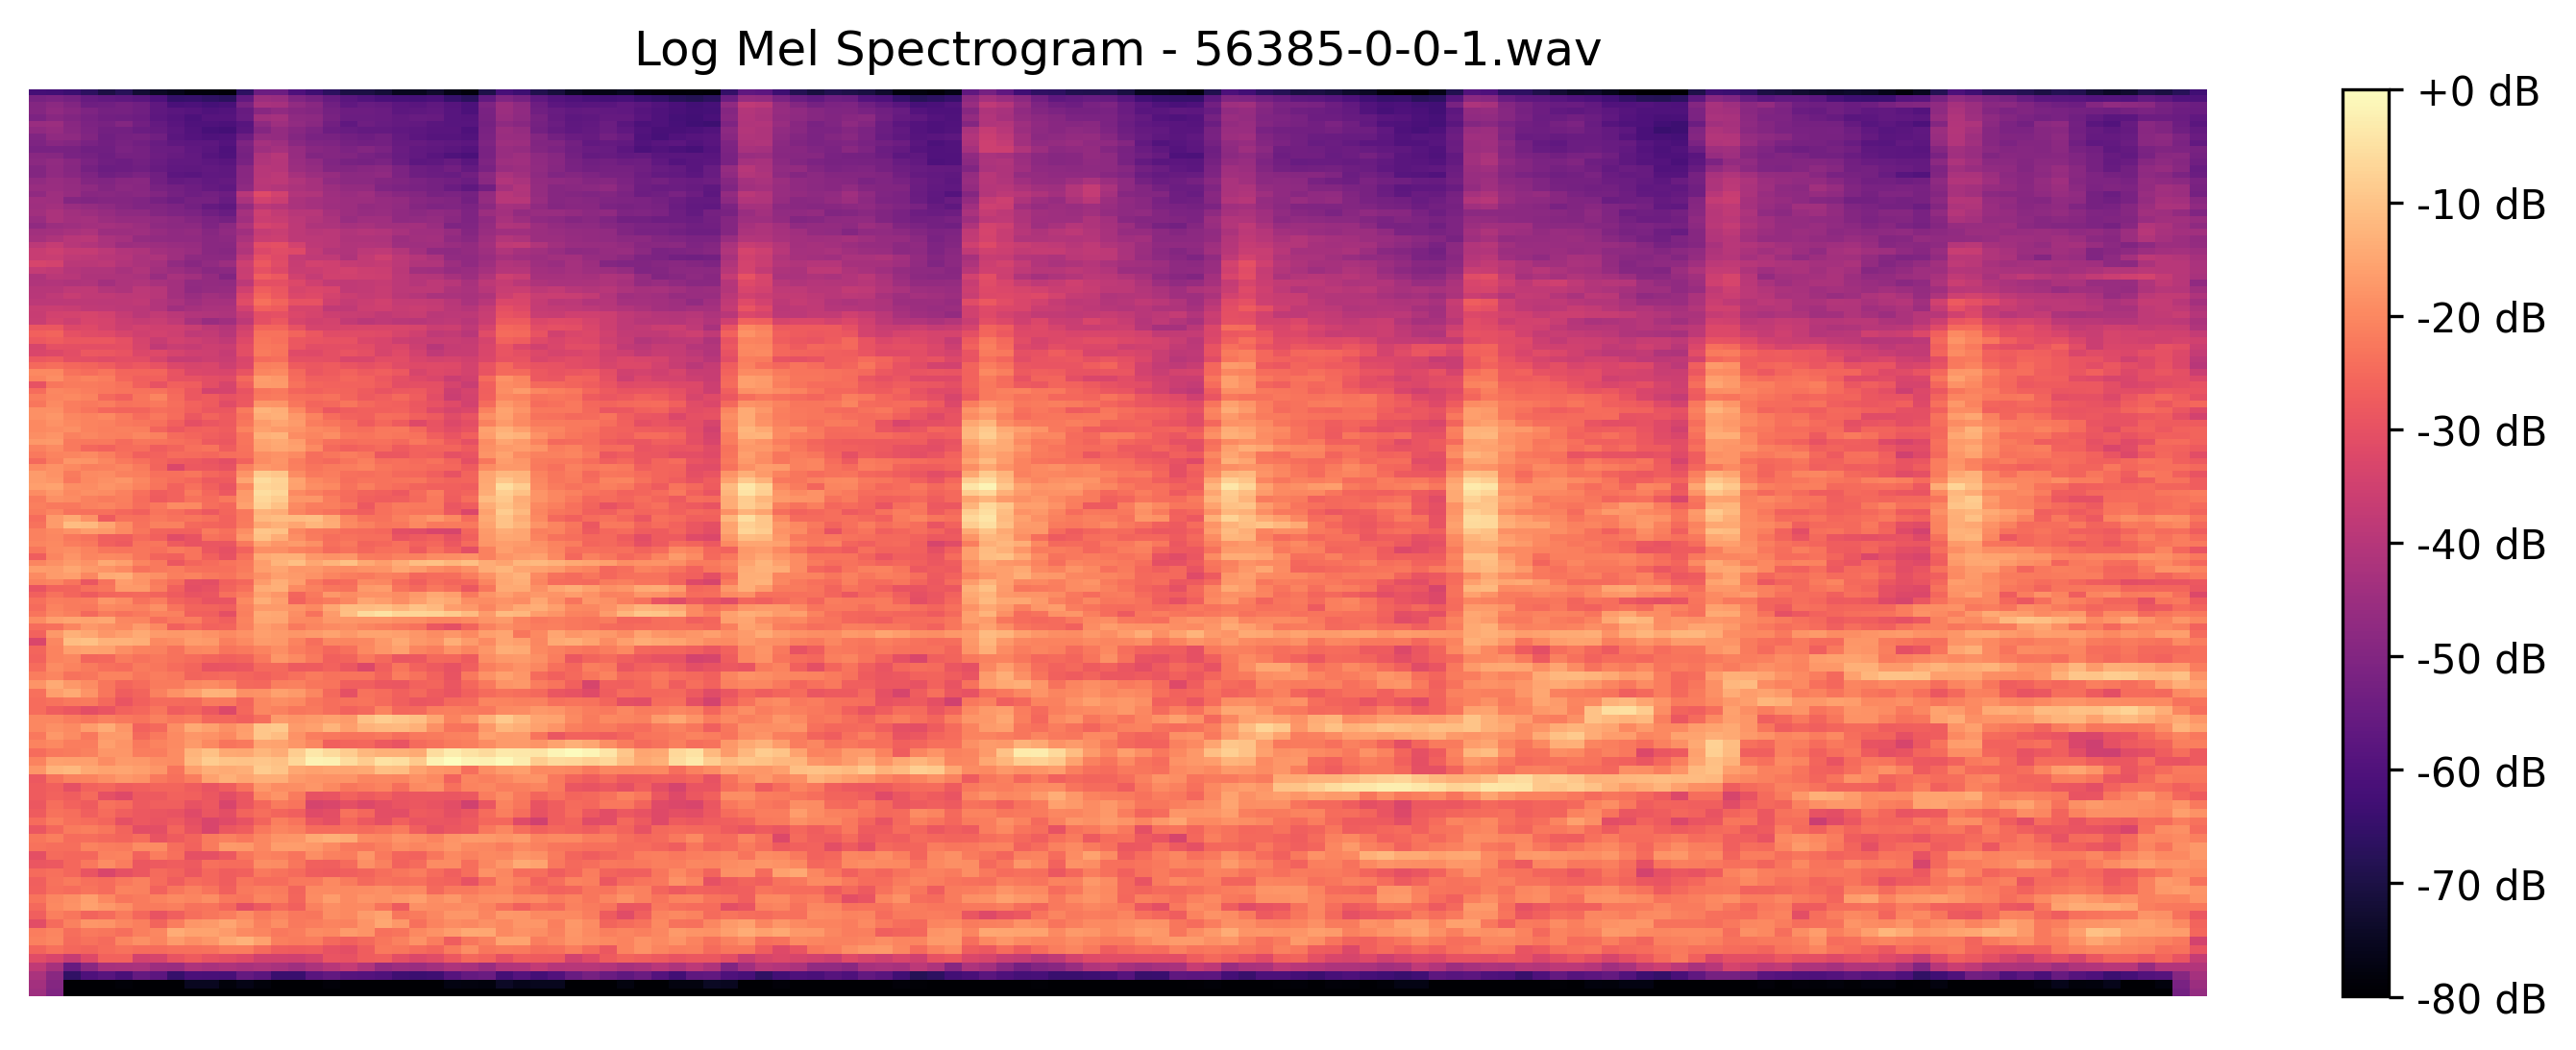 Log Mel Spectrogram - 56385-0-0-1.wav
+0 dB
-10 dB
-20 dB
-30 dB
-40 dB
-50 dB
-60 dB
-70 dB
-80 dB